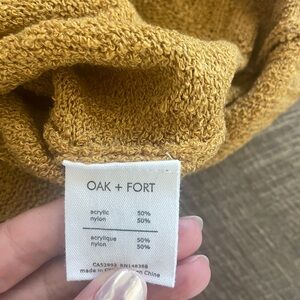 OAK + FORT
acrylic 50%
nylon 50%
acrylique 50%
nylon 50%
made in China